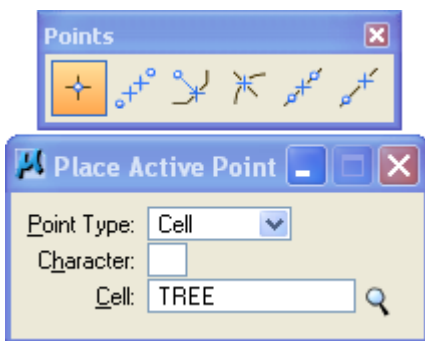 Points
Place Active Point
Point Type: Cell
Character:
Cell: TREE